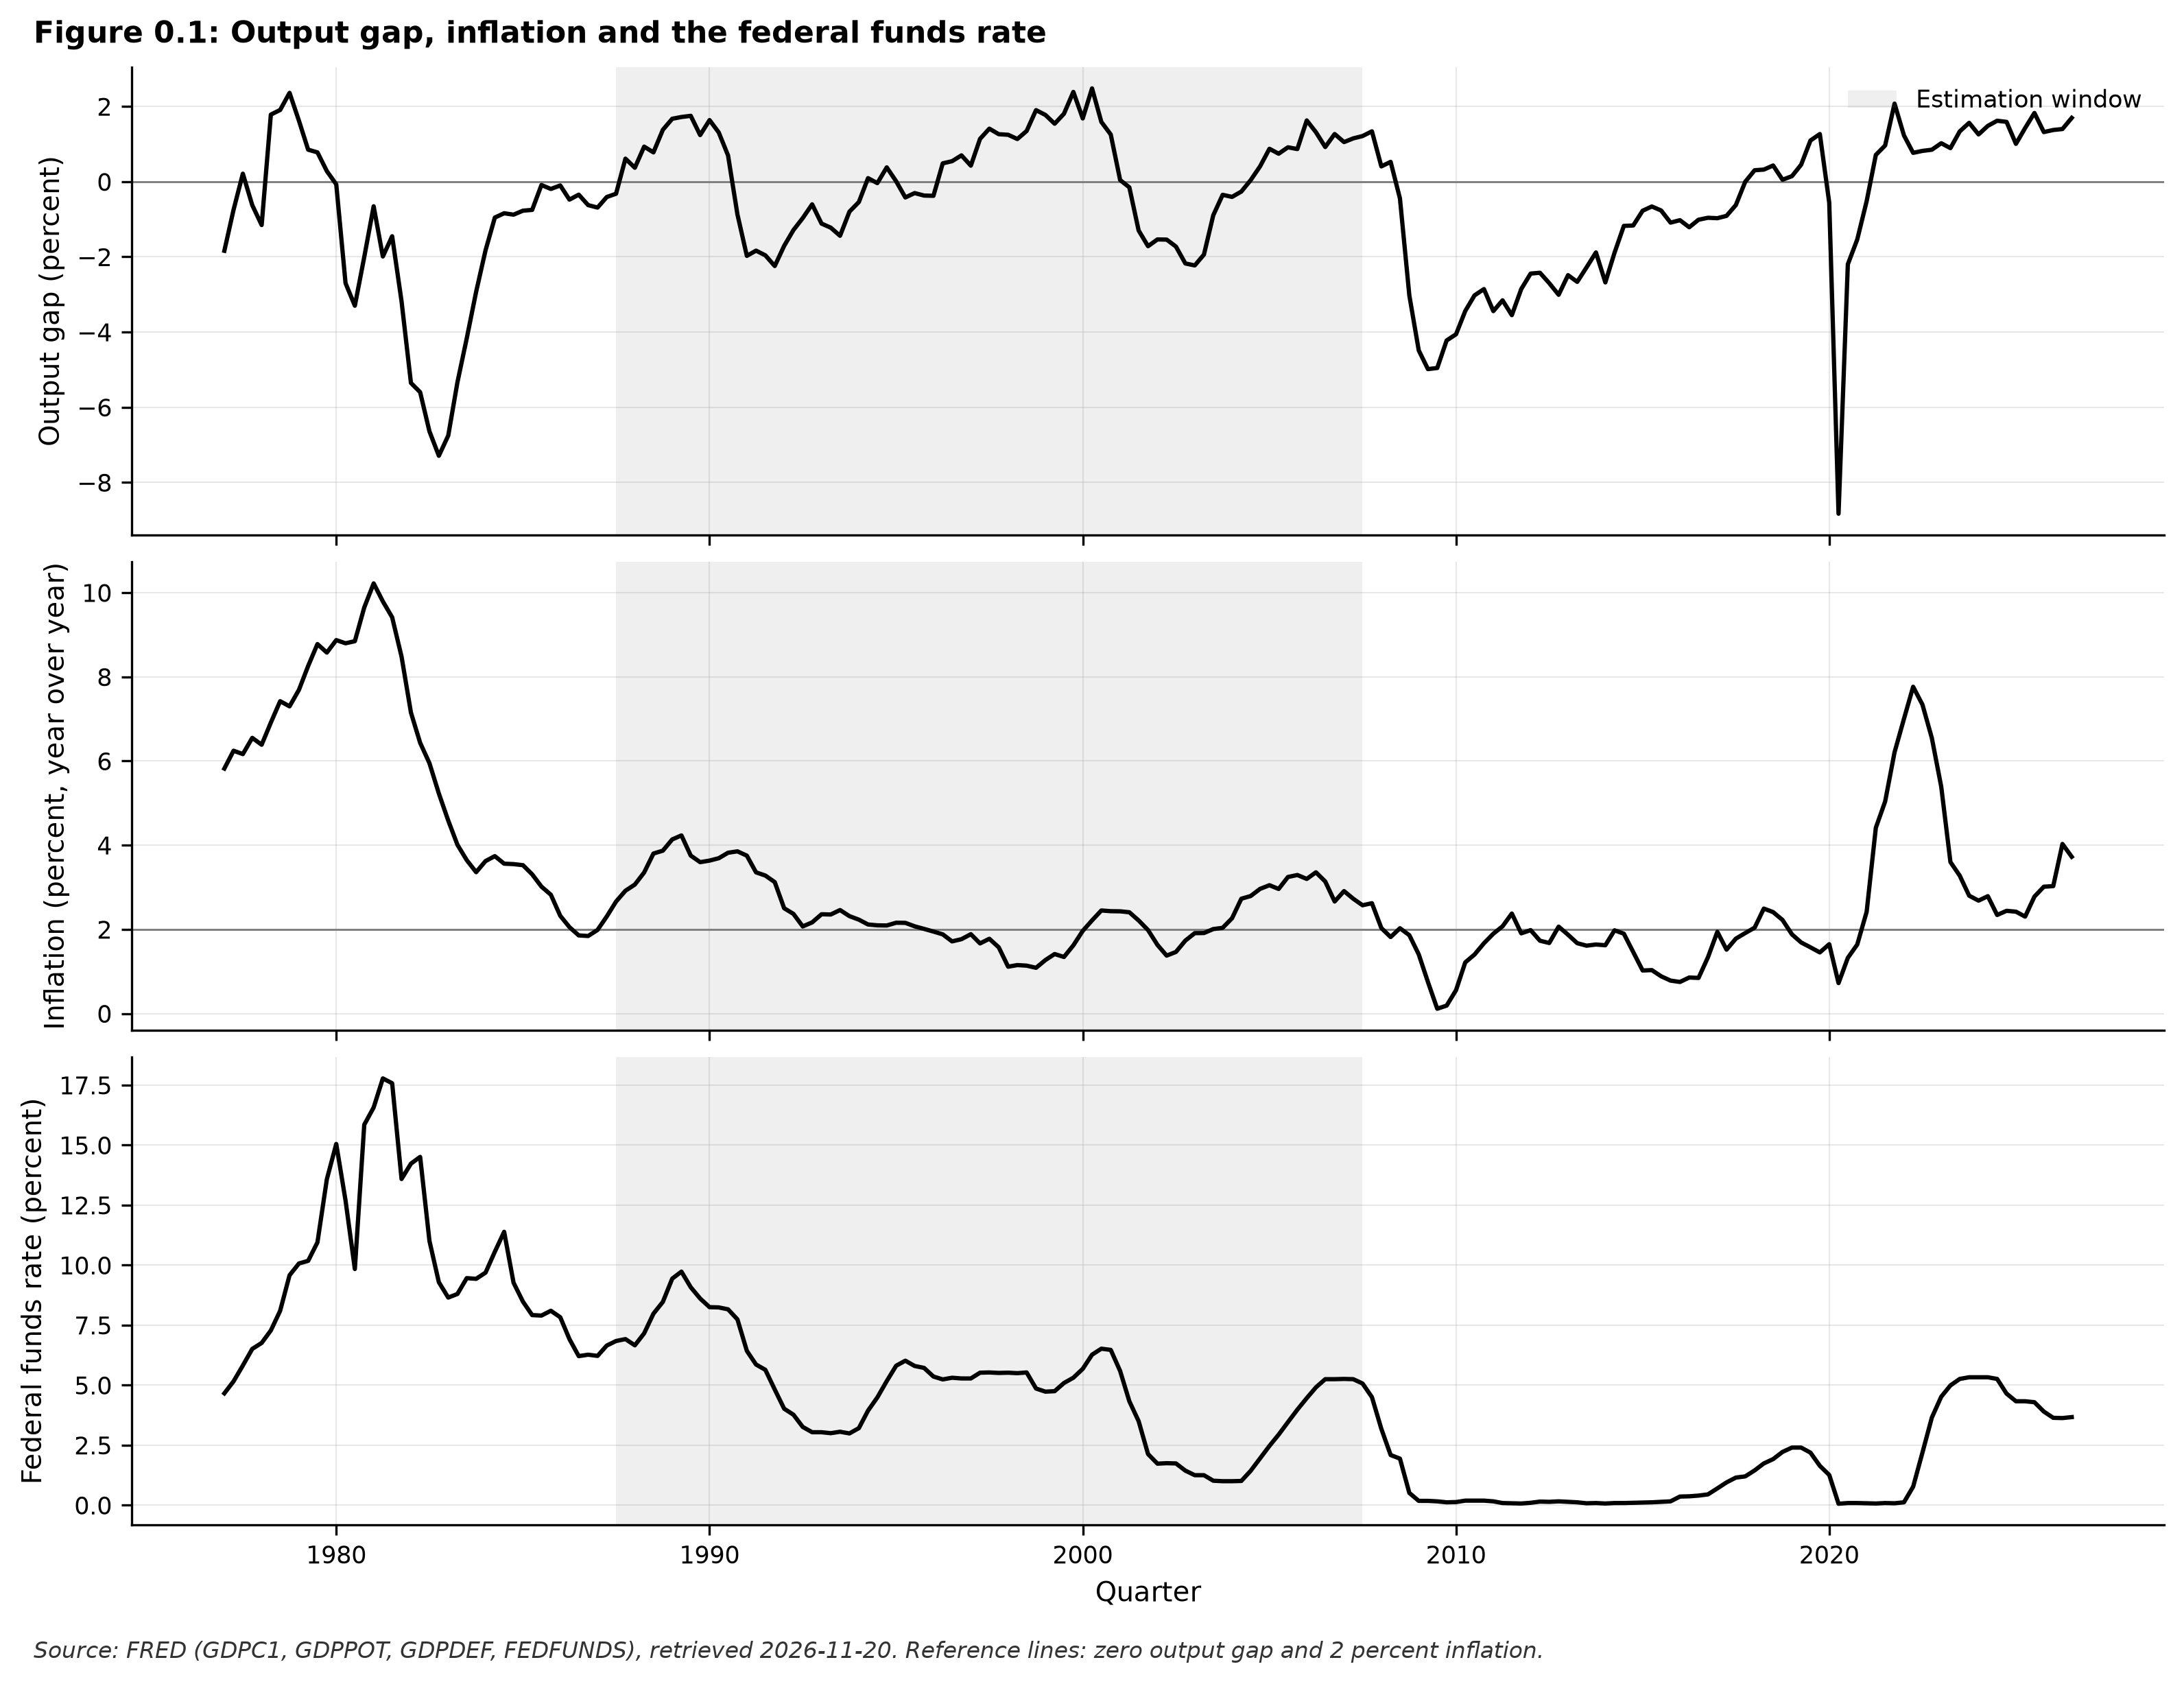 Figure 0.1: Output gap, inflation and the federal funds rate
Output gap (percent)
2
0
−2
−4
−6
−8
Estimation window
Inflation (percent, year over year)
10
8
6
4
2
0
Federal funds rate (percent)
17.5
15.0
12.5
10.0
7.5
5.0
2.5
0.0
1980 1990 2000 2010 2020
Quarter
Source: FRED (GDPC1, GDPPOT, GDPDEF, FEDFUNDS), retrieved 2026-11-20. Reference lines: zero output gap and 2 percent inflation.